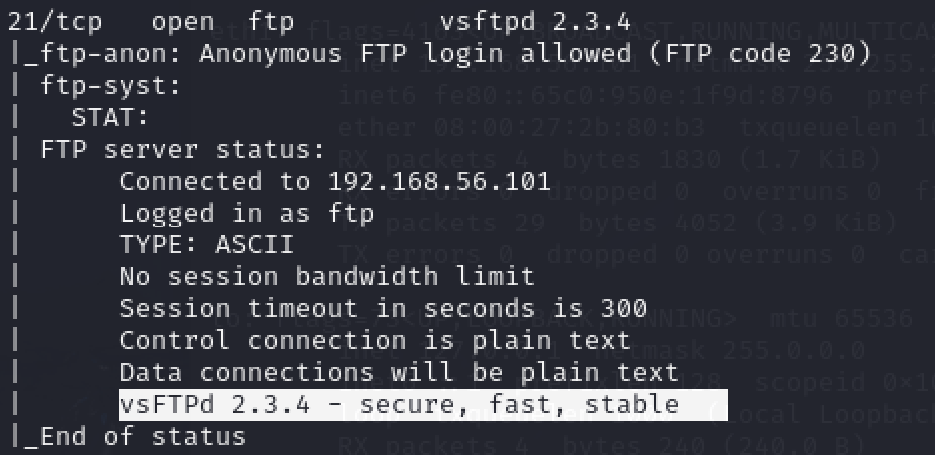 21/tcp   open  ftp         vsftpd 2.3.4
|_ftp-anon: Anonymous FTP login allowed (FTP code 230)
| ftp-syst:
|   STAT:
| FTP server status:
|      Connected to 192.168.56.101
|      Logged in as ftp
|      TYPE: ASCII
|      No session bandwidth limit
|      Session timeout in seconds is 300
|      Control connection is plain text
|      Data connections will be plain text
|      vsFTPd 2.3.4 - secure, fast, stable
|_End of status